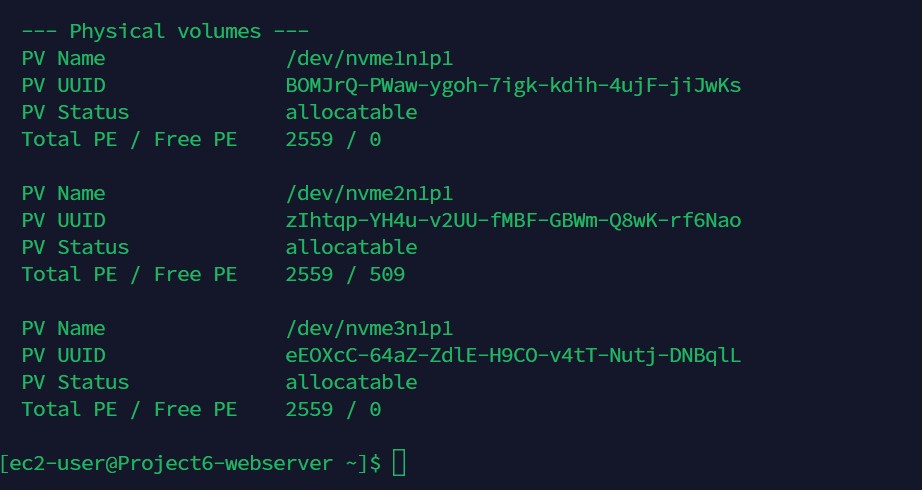 --- Physical volumes ---
PV Name /dev/nvme1n1p1
PV UUID BOMJrQ-PWaw-ygoh-7igk-kdih-4ujF-jiJwKs
PV Status allocatable
Total PE / Free PE 2559 / 0
PV Name /dev/nvme2n1p1
PV UUID zIhtqp-YH4u-v2UU-fMBF-GBWm-Q8wK-rf6Nao
PV Status allocatable
Total PE / Free PE 2559 / 509
PV Name /dev/nvme3n1p1
PV UUID eEOXcC-64aZ-ZdlE-H9CO-v4tT-Nutj-DNBqlL
PV Status allocatable
Total PE / Free PE 2559 / 0
[ec2-user@Project6-webserver ~]$